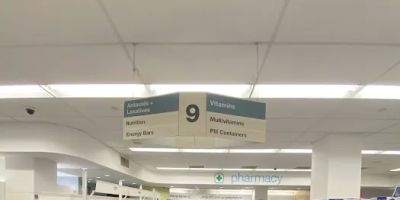 Antacids +
Laxatives
Nutrition
Energy Bars
9
Vitamins
Multivitamins
Pill Containers
pharmacy